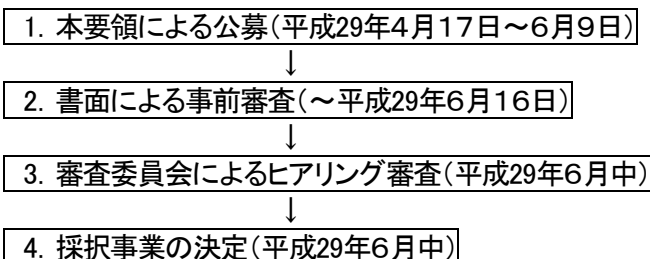 1. 本要領による公募(平成29年４月１７日～６月９日)
↓
2. 書面による事前審査(～平成29年６月１６日)
↓
3. 審査委員会によるヒアリング審査(平成29年６月中)
↓
4. 採択事業の決定(平成29年６月中)